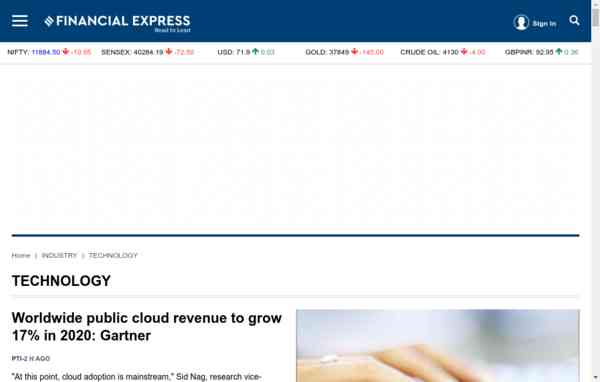 FINANCIAL EXPRESS
Read to Lead
Sign In
NIFTY: 11884.50 -10.95 SENSEX: 40284.19 -72.50 USD: 71.9 0.03 GOLD: 37849 -145.00 CRUDE OIL: 4130 -4.00 GBPINR: 92.95 0.36
Home | INDUSTRY | TECHNOLOGY
TECHNOLOGY
Worldwide public cloud revenue to grow
17% in 2020: Gartner
PTI-2 H AGO
"At this point, cloud adoption is mainstream," Sid Nag, research vice-